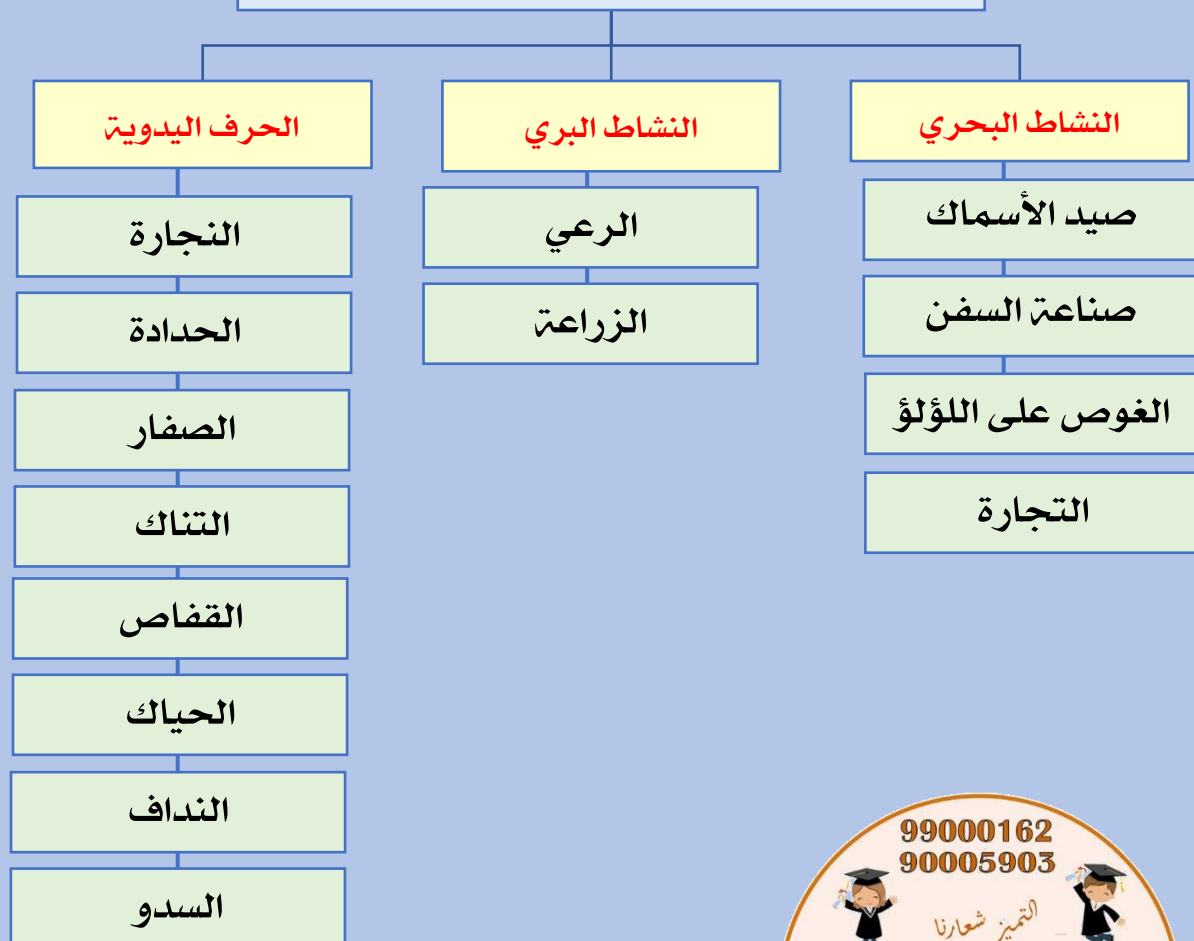 النشاط البحري
صيد الأسماك
صناعة السفن
الغوص على اللؤلؤ
التجارة
النشاط البري
الرعي
الزراعة
الحرف اليدوية
النجارة
الحدادة
الصفار
التناك
القفاص
الحياك
النداف
السدو
99000162
90005903
التميز شعارنا